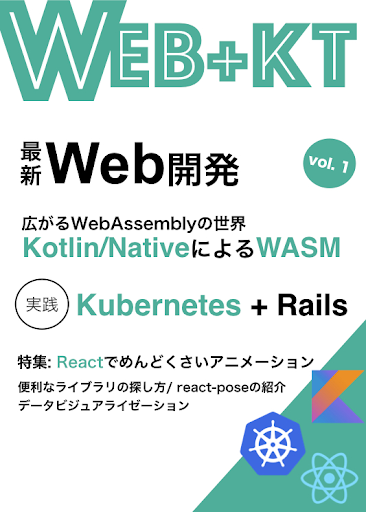 WEB+KT
最新 Web開発
vol. 1
広がるWebAssemblyの世界
Kotlin/NativeによるWASM
実践 Kubernetes + Rails
特集: Reactでめんどくさいアニメーション
便利なライブラリの探し方/ react-poseの紹介
データビジュアライゼーション